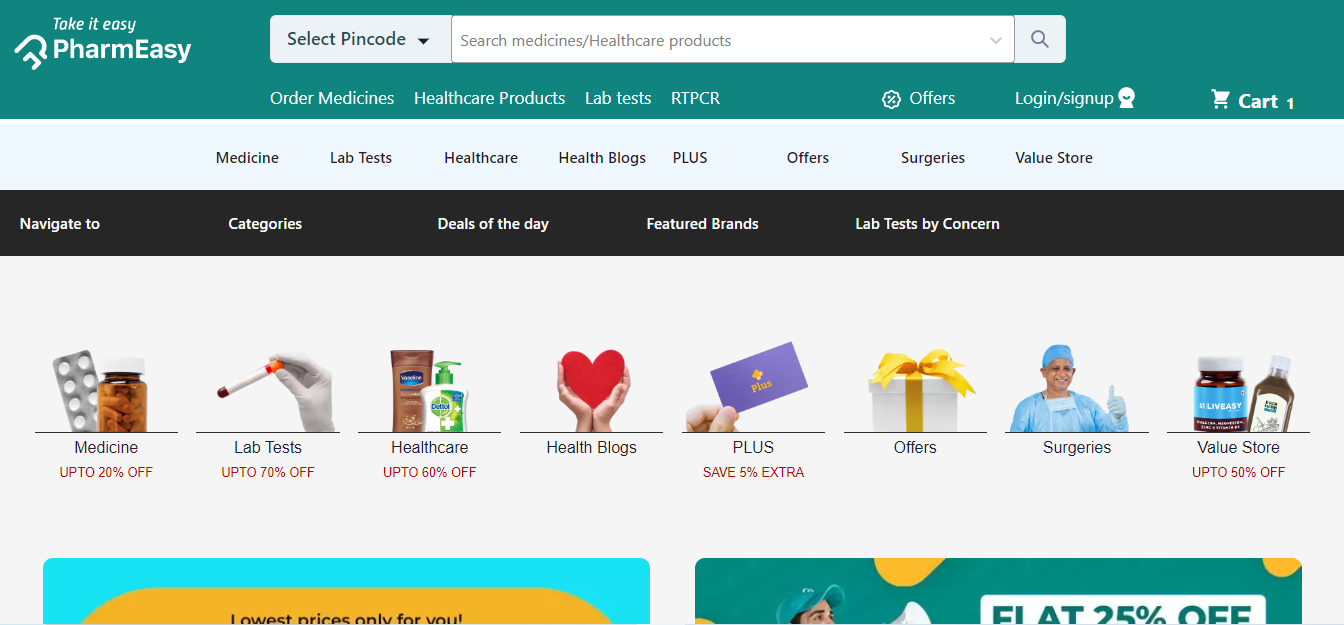 Take it easy
PharmEasy
Select Pincode
Search medicines/Healthcare products
Order Medicines Healthcare Products Lab tests RTPCR Offers Login/signup Cart 1
Medicine Lab Tests Healthcare Health Blogs PLUS Offers Surgeries Value Store
Navigate to Categories Deals of the day Featured Brands Lab Tests by Concern
Vaseline
Dettol
Plus
LIVEASY
Medicine Lab Tests Healthcare Health Blogs PLUS Offers Surgeries Value Store
UPTO 20% OFF UPTO 70% OFF UPTO 60% OFF SAVE 5% EXTRA UPTO 50% OFF
Lowest prices only for you!
FLAT 25% OFF